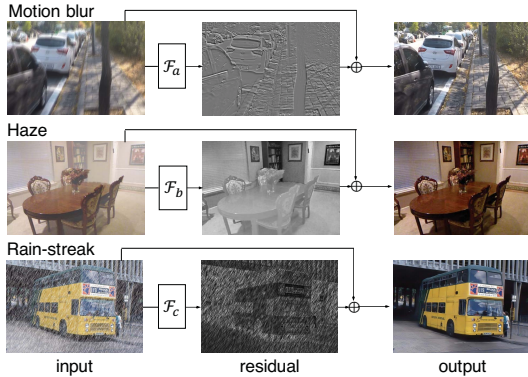 Motion blur
𝓕a
Haze
𝓕b
Rain-streak
𝓕c
input
residual
output